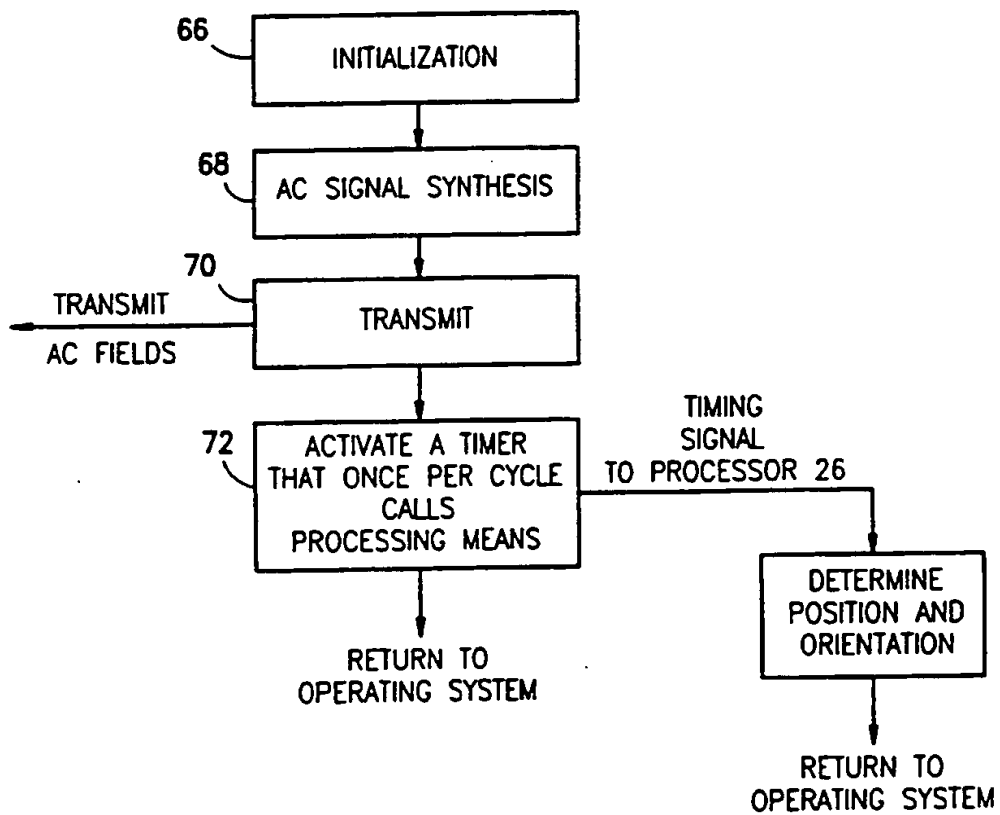 66
INITIALIZATION
68
AC SIGNAL SYNTHESIS
70
TRANSMIT
AC FIELDS
TRANSMIT
72
ACTIVATE A TIMER
THAT ONCE PER CYCLE
CALLS
PROCESSING MEANS
TIMING
SIGNAL
TO PROCESSOR 26
DETERMINE
POSITION AND
ORIENTATION
RETURN TO
OPERATING SYSTEM
RETURN TO
OPERATING SYSTEM